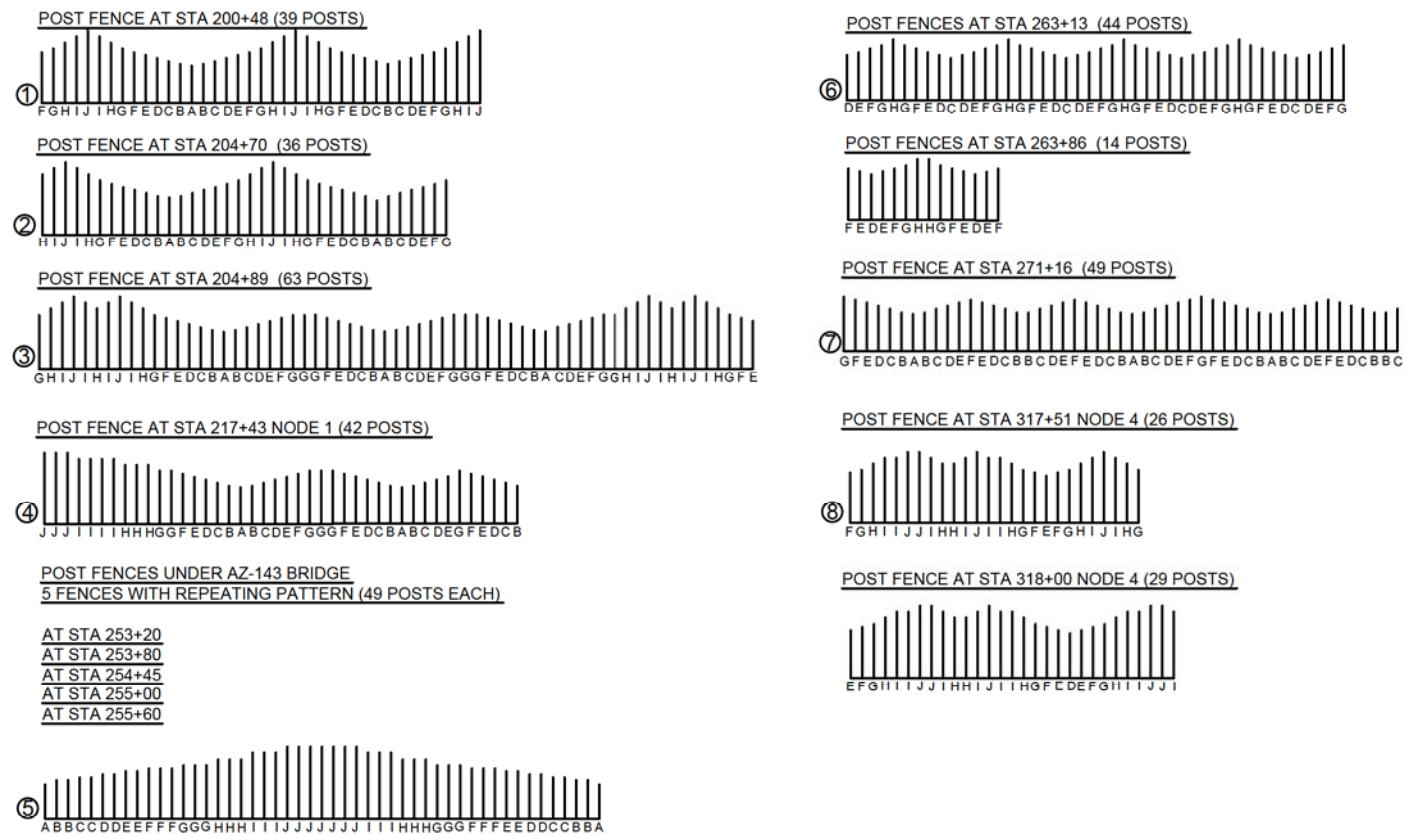 POST FENCE AT STA 200+48 (39 POSTS)
①
F G H I J I H G F E D C B A B C D E F G H I J I H G F E D C B C D E F G H I J
POST FENCE AT STA 204+70 (36 POSTS)
②
H I J I H G F E D C B A B C D E F G H I J I H G F E D C B A B C D E F G
POST FENCE AT STA 204+89 (63 POSTS)
③
G H I J I H I J I H G F E D C B A B C D E F G G G F E D C B A B C D E F G G G F E D C B A C D E F G G H I J I H I J I H G F E
POST FENCE AT STA 217+43 NODE 1 (42 POSTS)
④
J J J I I I I H H H G G F E D C B A B C D E F G G G F E D C B A B C D E G F E D C B
POST FENCES UNDER AZ-143 BRIDGE
5 FENCES WITH REPEATING PATTERN (49 POSTS EACH)
AT STA 253+20
AT STA 253+80
AT STA 254+45
AT STA 255+00
AT STA 255+60
⑤
A B B C C D D E E F F F G G G H H H I I I J J J J J J J I I I H H H G G G F F F E E D D C C B B A
POST FENCES AT STA 263+13 (44 POSTS)
⑥
D E F G H G F E D C D E F G H G F E D C D E F G H G F E D C D E F G H G F E D C D E F G
POST FENCES AT STA 263+86 (14 POSTS)
F E D E F G H H G F E D E F
POST FENCE AT STA 271+16 (49 POSTS)
⑦
G F E D C B A B C D E F E D C B B C D E F E D C B A B C D E F G F E D C B A B C D E F E D C B B C
POST FENCE AT STA 317+51 NODE 4 (26 POSTS)
⑧
F G H I I J J I H H I J I I H G F E F G H I J I H G
POST FENCE AT STA 318+00 NODE 4 (29 POSTS)
E F G H I I J J I H H I J I I H G F E D E F G H I I J J I